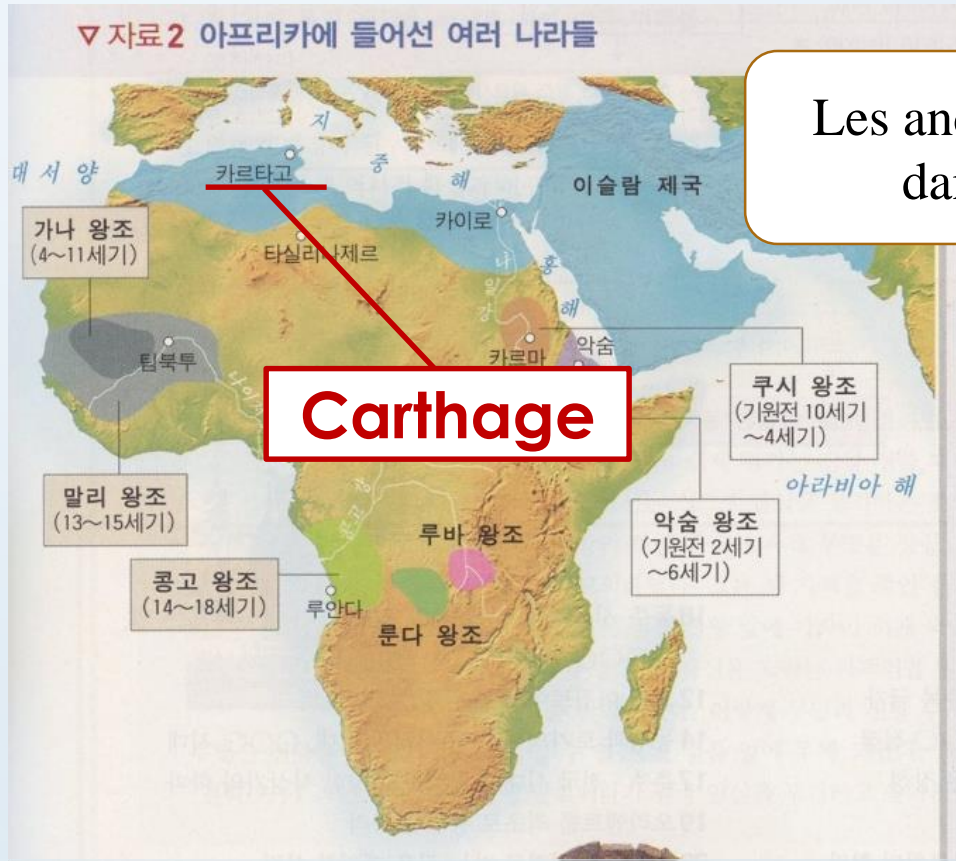 ▽ 자료2 아프리카에 들어선 여러 나라들
Les
지 중 해
대 서 양
카르타고
이슬람 제국
가나 왕조
(4~11세기)
카이로
타실리나제르
나일강
홍 해
팀북투
카르마
악숨
Carthage
쿠시 왕조
(기원전 10세기
~4세기)
아라비아 해
말리 왕조
(13~15세기)
콩고 강
루바 왕조
악숨 왕조
(기원전 2세기
~6세기)
콩고 왕조
(14~18세기)
루안다
룬다 왕조